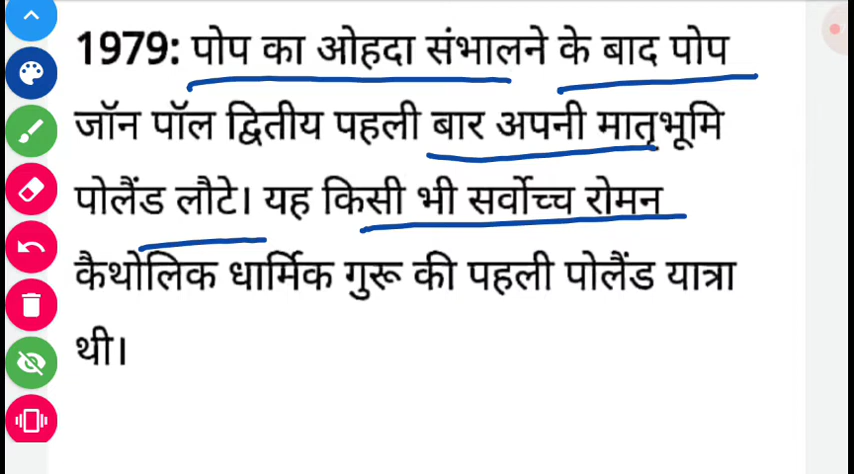 1979: पोप का ओहदा संभालने के बाद पोप
जॉन पॉल द्वितीय पहली बार अपनी मातृभूमि
पोलैंड लौटे। यह किसी भी सर्वोच्च रोमन
कैथोलिक धार्मिक गुरू की पहली पोलैंड यात्रा
थी।